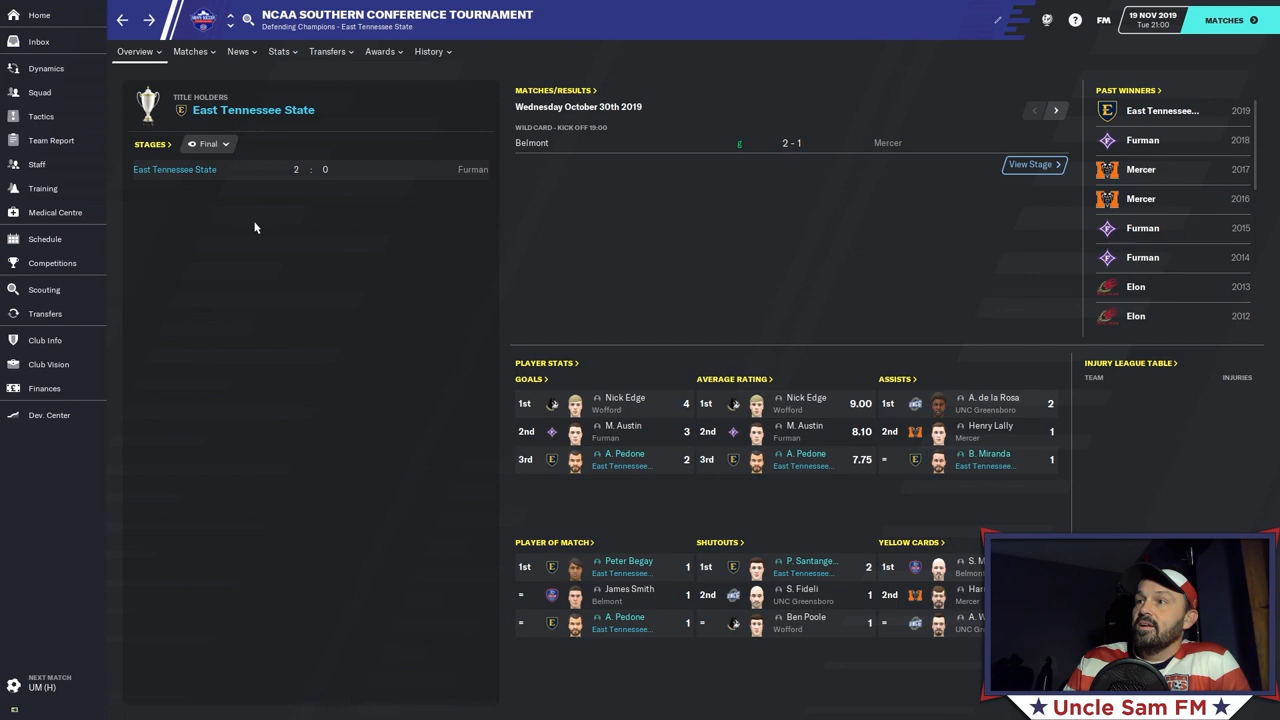 Home
Inbox
Dynamics
Squad
Tactics
Team Report
Staff
Training
Medical Centre
Schedule
Competitions
Scouting
Transfers
Club Info
Club Vision
Finances
Dev. Center
NEXT MATCH
UM (H)
NCAA SOUTHERN CONFERENCE TOURNAMENT
Defending Champions - East Tennessee State
FM
19 NOV 2019
Tue 21:00
MATCHES
Overview Matches News Stats Transfers Awards History
TITLE HOLDERS
East Tennessee State
STAGES > Final
East Tennessee State 2 : 0 Furman
MATCHES/RESULTS >
Wednesday October 30th 2019
WILD CARD - KICK OFF 19:00
Belmont g 2 - 1 Mercer
View Stage >
PAST WINNERS >
East Tennessee... 2019
Furman 2018
Mercer 2017
Mercer 2016
Furman 2015
Furman 2014
Elon 2013
Elon 2012
PLAYER STATS >
GOALS >
1st Nick Edge 4
Wofford
2nd M. Austin 3
Furman
3rd A. Pedone 2
East Tennessee...
AVERAGE RATING >
1st Nick Edge 9.00
Wofford
2nd M. Austin 8.10
Furman
3rd A. Pedone 7.75
East Tennessee...
ASSISTS >
1st A. de la Rosa 2
UNC Greensboro
2nd Henry Lally 1
Mercer
= B. Miranda 1
East Tennessee...
INJURY LEAGUE TABLE >
TEAM INJURIES
PLAYER OF MATCH >
1st Peter Begay 1
East Tennessee...
= James Smith 1
Belmont
= A. Pedone 1
East Tennessee...
SHUTOUTS >
1st P. Santange... 2
East Tennessee...
2nd S. Fideli 1
UNC Greensboro
= Ben Poole 1
Wofford
YELLOW CARDS >
1st S. M
Belmon
2nd Har
Mercer
= A. W
UNC G
★ Uncle Sam FM ★